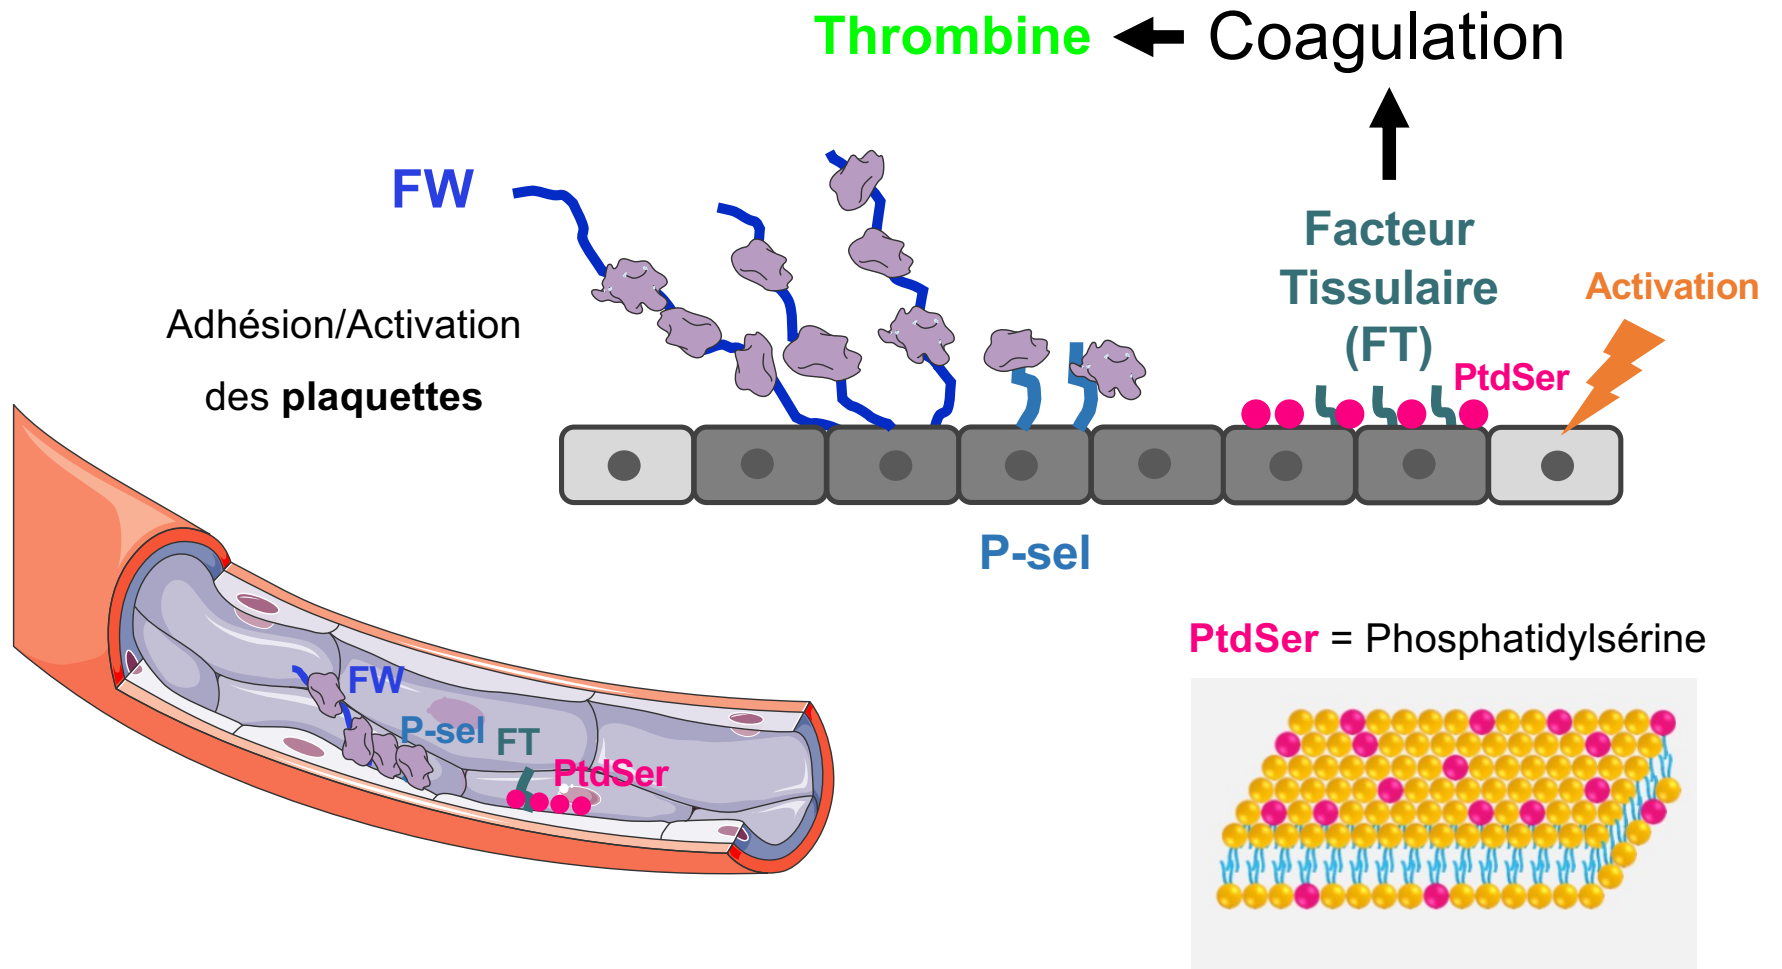 Thrombine
Coagulation
FW
Facteur
Tissulaire
(FT)
Activation
Adhésion/Activation
des plaquettes
PtdSer
P-sel
PtdSer = Phosphatidylsérine
FW
P-sel
FT
PtdSer